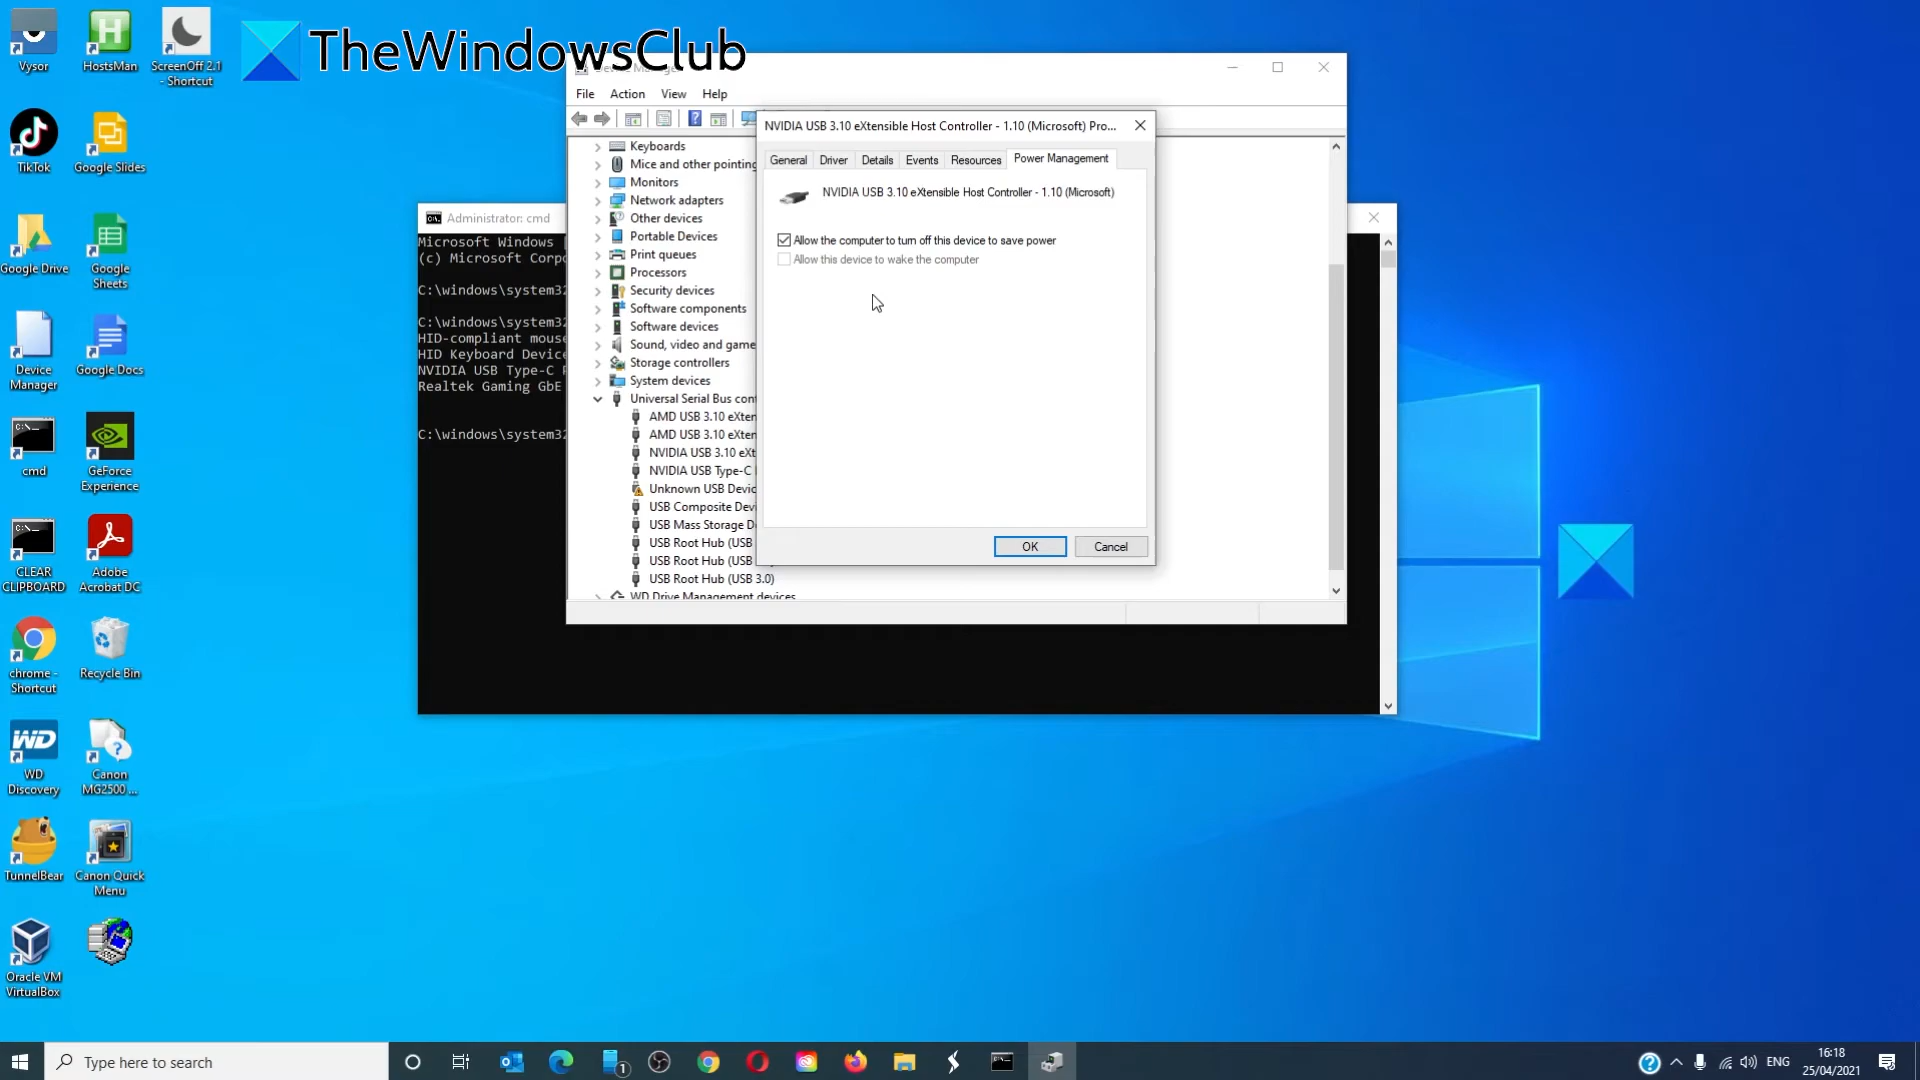 TheWindowsClub
Vysor
HostsMan
ScreenOff 2.1
- Shortcut
TikTok
Google Slides
Google Drive
Google
Sheets
Device
Manager
Google Docs
cmd
GeForce
Experience
CLEAR
CLIPBOARD
Adobe
Acrobat DC
chrome -
Shortcut
Recycle Bin
WD
WD
Discovery
Canon
MG2500 ...
TunnelBear
Canon Quick
Menu
Oracle VM
VirtualBox
File Action View Help
Keyboards
Mice and other pointing
Monitors
Network adapters
Other devices
Portable Devices
Print queues
Processors
Security devices
Software components
Software devices
Sound, video and game
Storage controllers
System devices
Universal Serial Bus cont
AMD USB 3.10 eXten
AMD USB 3.10 eXten
NVIDIA USB 3.10 eXt
NVIDIA USB Type-C
Unknown USB Devic
USB Composite Devi
USB Mass Storage D
USB Root Hub (USB
USB Root Hub (USB
USB Root Hub (USB 3.0)
WD Drive Management devices
NVIDIA USB 3.10 eXtensible Host Controller - 1.10 (Microsoft) Pro...
General Driver Details Events Resources Power Management
NVIDIA USB 3.10 eXtensible Host Controller - 1.10 (Microsoft)
Allow the computer to turn off this device to save power
Allow this device to wake the computer
OK Cancel
Administrator: cmd
Microsoft Windows [
(c) Microsoft Corpo
C:\windows\system32
C:\windows\system32
HID-compliant mouse
HID Keyboard Device
NVIDIA USB Type-C P
Realtek Gaming GbE
C:\windows\system32
Type here to search
1
ENG
16:18
25/04/2021